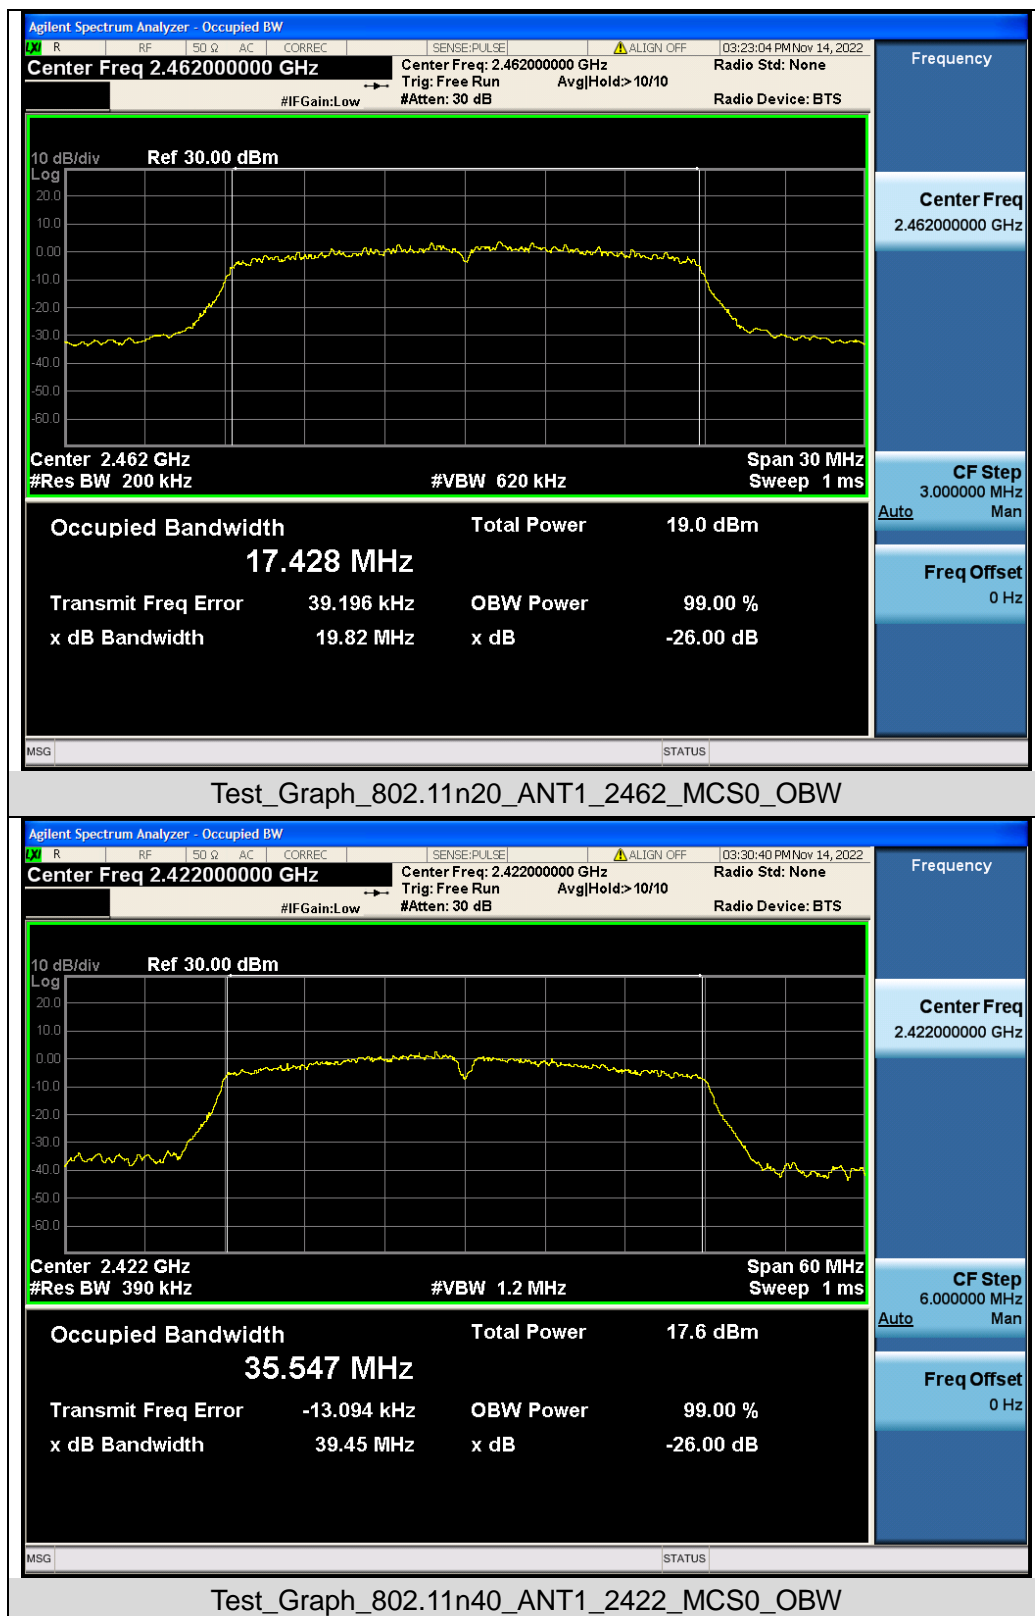 Agilent Spectrum Analyzer - Occupied BW
LXI R RF 50 Ω AC CORREC SENSE:PULSE ALIGN OFF 03:23:04 PM Nov 14, 2022
Center Freq 2.462000000 GHz
Center Freq: 2.462000000 GHz
Radio Std: None
Trig: Free Run Avg|Hold:> 10/10
#IFGain:Low
#Atten: 30 dB
Radio Device: BTS
Frequency
10 dB/div Ref 30.00 dBm
Log
20.0
10.0
0.00
-10.0
-20.0
-30.0
-40.0
-50.0
-60.0
Center Freq
2.462000000 GHz
Center 2.462 GHz Span 30 MHz
#Res BW 200 kHz #VBW 620 kHz Sweep 1 ms
CF Step
3.000000 MHz
Auto Man
Occupied Bandwidth Total Power 19.0 dBm
17.428 MHz
Transmit Freq Error 39.196 kHz OBW Power 99.00 %
x dB Bandwidth 19.82 MHz x dB -26.00 dB
Freq Offset
0 Hz
MSG STATUS
Test_Graph_802.11n20_ANT1_2462_MCS0_OBW
Agilent Spectrum Analyzer - Occupied BW
LXI R RF 50 Ω AC CORREC SENSE:PULSE ALIGN OFF 03:30:40 PM Nov 14, 2022
Center Freq 2.422000000 GHz
Center Freq: 2.422000000 GHz
Radio Std: None
Trig: Free Run Avg|Hold:> 10/10
#IFGain:Low
#Atten: 30 dB
Radio Device: BTS
Frequency
10 dB/div Ref 30.00 dBm
Log
20.0
10.0
0.00
-10.0
-20.0
-30.0
-40.0
-50.0
-60.0
Center Freq
2.422000000 GHz
Center 2.422 GHz Span 60 MHz
#Res BW 390 kHz #VBW 1.2 MHz Sweep 1 ms
CF Step
6.000000 MHz
Auto Man
Occupied Bandwidth Total Power 17.6 dBm
35.547 MHz
Transmit Freq Error -13.094 kHz OBW Power 99.00 %
x dB Bandwidth 39.45 MHz x dB -26.00 dB
Freq Offset
0 Hz
MSG STATUS
Test_Graph_802.11n40_ANT1_2422_MCS0_OBW